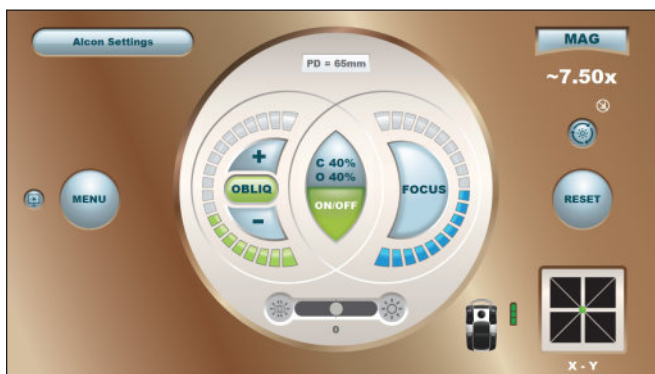 Alcon Settings
PD = 65mm
MAG
~7.50x
+
C 40%
O 40%
OBLIQ
ON/OFF
FOCUS
-
MENU
RESET
0
X - Y